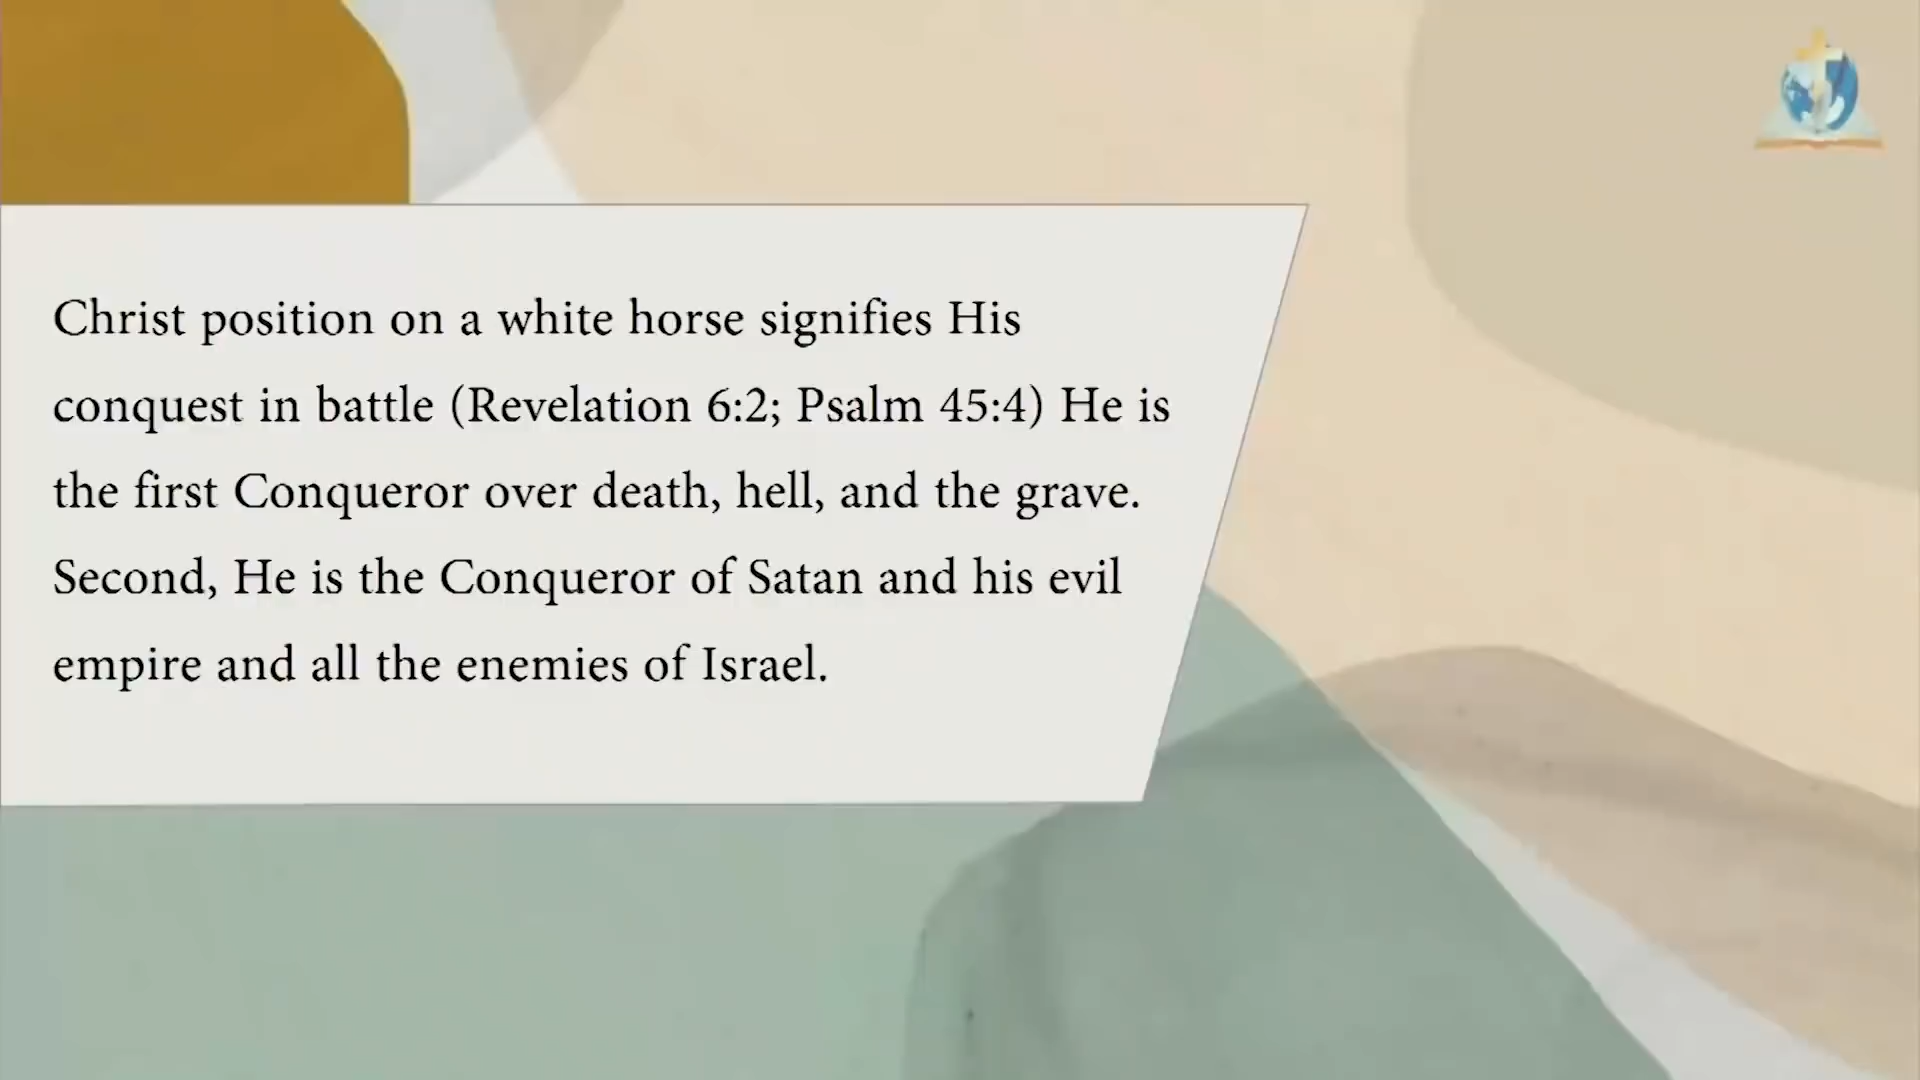 Christ position on a white horse signifies His
conquest in battle (Revelation 6:2; Psalm 45:4) He is
the first Conqueror over death, hell, and the grave.
Second, He is the Conqueror of Satan and his evil
empire and all the enemies of Israel.